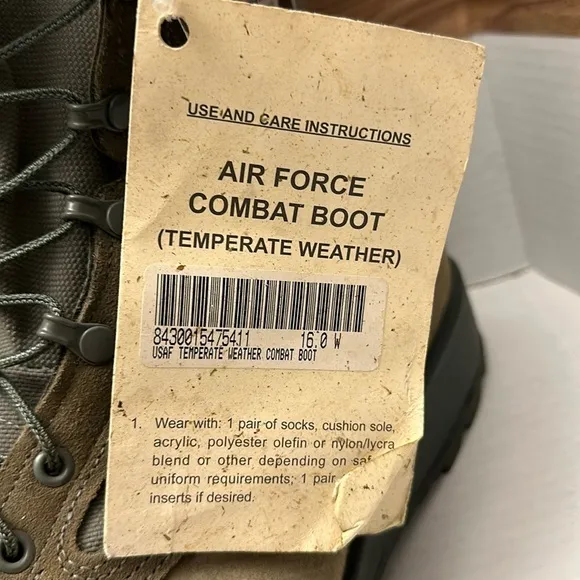 USE AND CARE INSTRUCTIONS
AIR FORCE
COMBAT BOOT
(TEMPERATE WEATHER)
8430015475411 16.0 W
USAF TEMPERATE WEATHER COMBAT BOOT
1. Wear with: 1 pair of socks, cushion sole,
acrylic, polyester olefin or nylon/lycra
blend or other depending on
uniform requirements; 1 pair
inserts if desired.